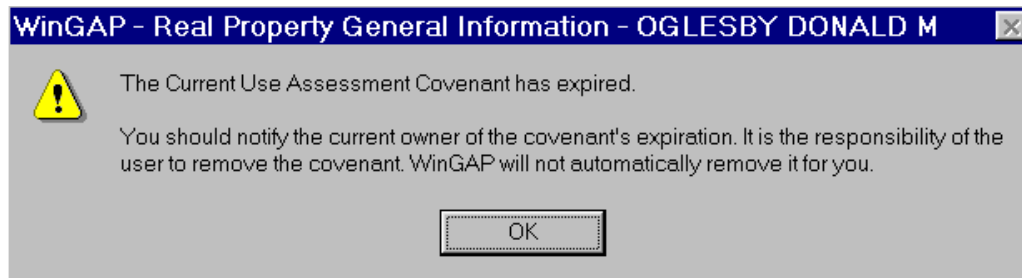 WinGAP - Real Property General Information - OGLESBY DONALD M
The Current Use Assessment Covenant has expired.
You should notify the current owner of the covenant's expiration. It is the responsibility of the
user to remove the covenant. WinGAP will not automatically remove it for you.
OK